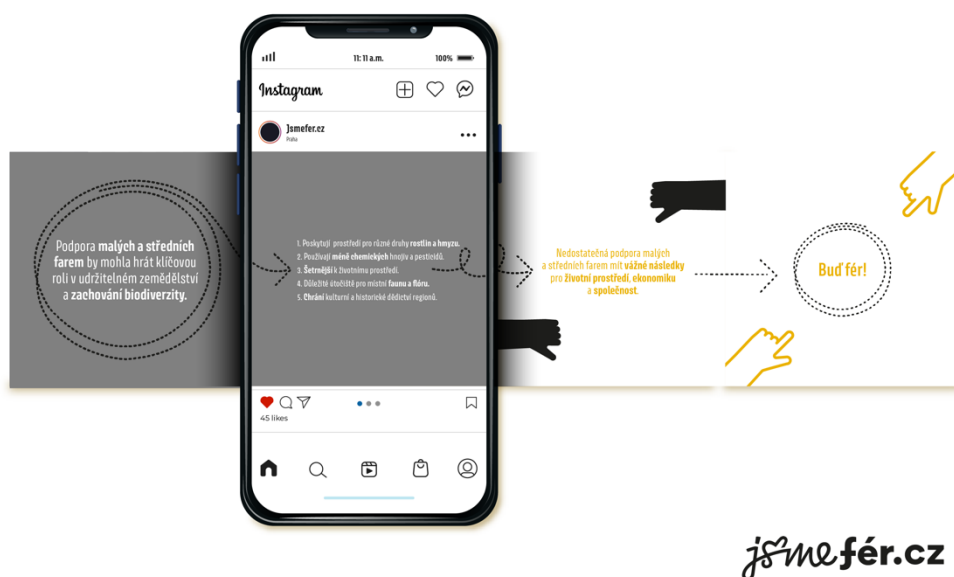 11:11 a.m.
100%
Instagram
Jsmefer.cz
Praha
Podpora malých a středních
farem by mohla hrát klíčovou
roli v udržitelném zemědělství
a zachování biodiverzity.
1. Poskytují prostředí pro různé druhy rostlin a hmyzu.
2. Používají méně chemických hnojiv a pesticidů.
3. Šetrnější k životnímu prostředí.
4. Důležité útočiště pro místní faunu a flóru.
5. Chrání kulturní a historické dědictví regionů.
Nedostatečná podpora malých
a středních farem mít vážné následky
pro životní prostředí, ekonomiku
a společnost.
Buď fér!
45 likes
jsme fér.cz